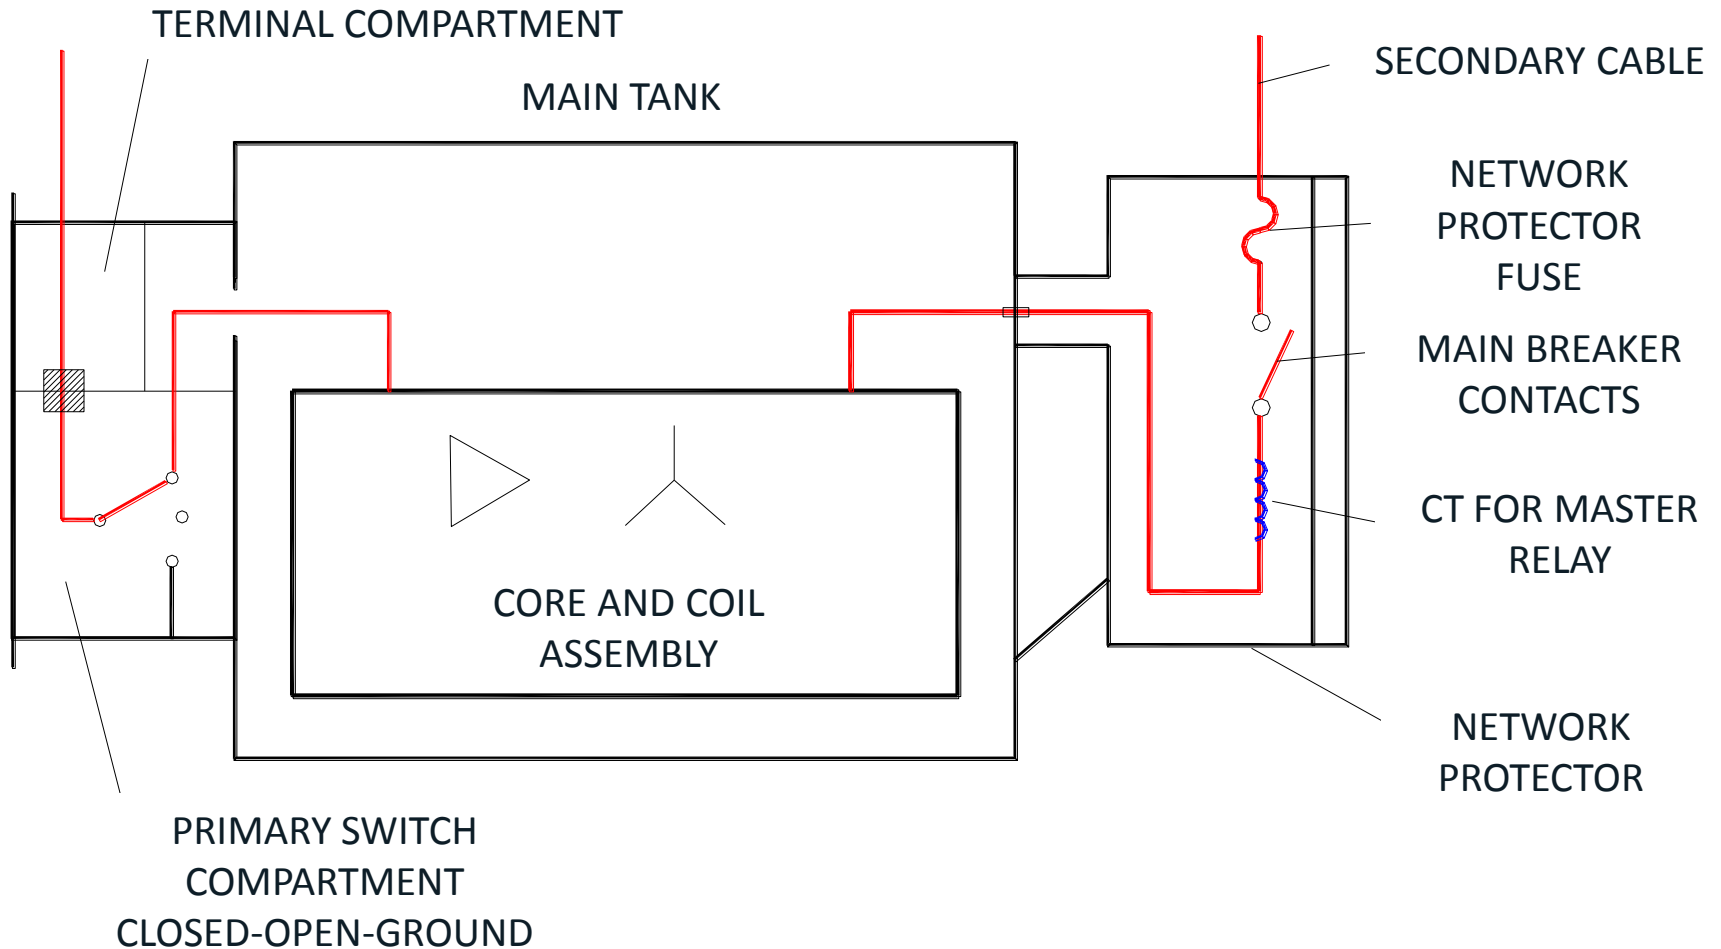 TERMINAL COMPARTMENT
MAIN TANK
SECONDARY CABLE
NETWORK
PROTECTOR
FUSE
MAIN BREAKER
CONTACTS
CT FOR MASTER
RELAY
CORE AND COIL
ASSEMBLY
NETWORK
PROTECTOR
PRIMARY SWITCH
COMPARTMENT
CLOSED-OPEN-GROUND